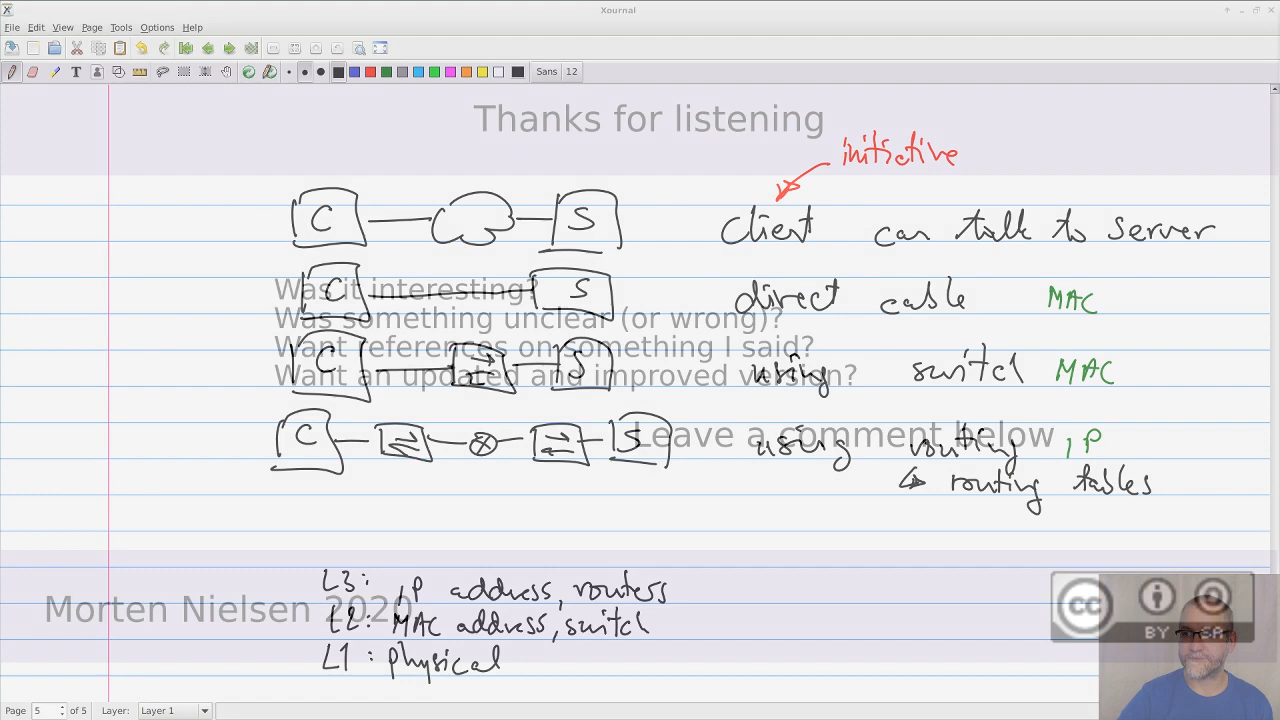 Xournal
File Edit View Page Tools Options Help
Sans 12
Thanks for listening
initiative
C S client can talk to server
C S direct cable MAC
Was it interesting?
Was something unclear (or wrong)?
Want references on something I said?
Want an updated and improved version?
C S using switch MAC
C S using routing IP
Leave a comment below
routing tables
L3: IP address, routers
Morten Nielsen 2020
L2: MAC address, switch
L1: physical
cc BY SA
Page 5 of 5 Layer: Layer 1